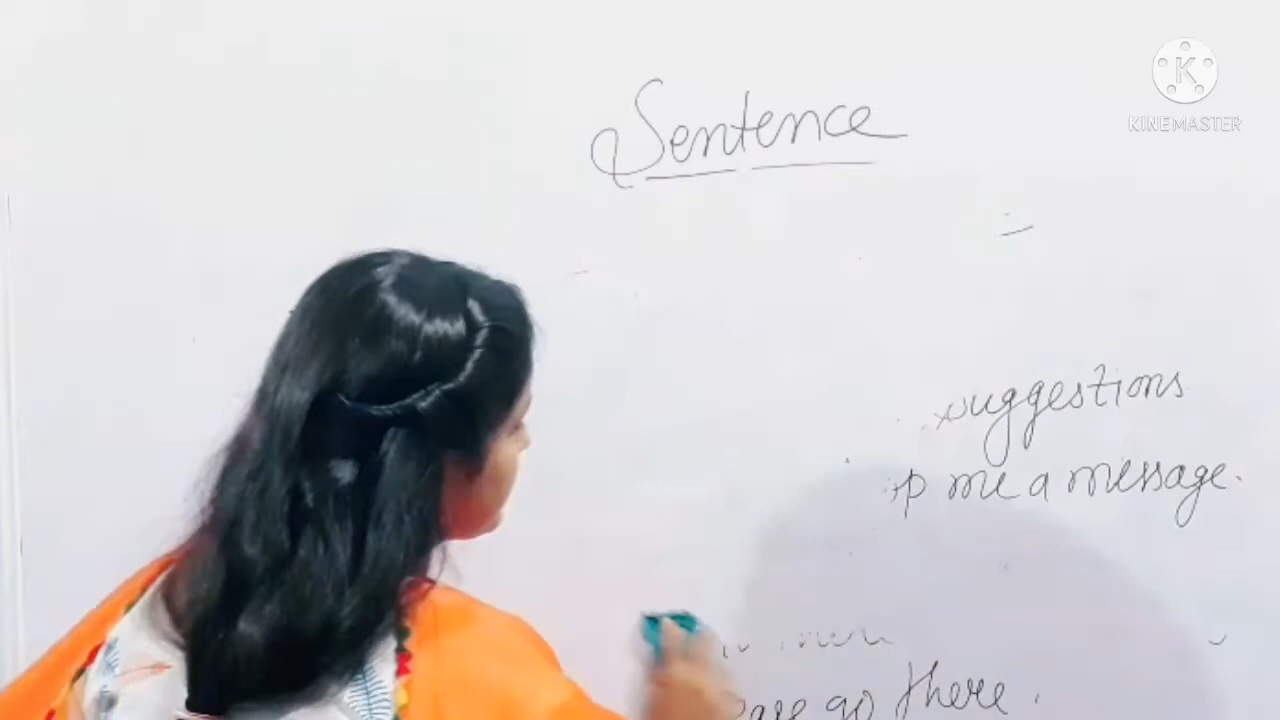 Sentence
KINEMASTER
suggestions
me a message.
go there.